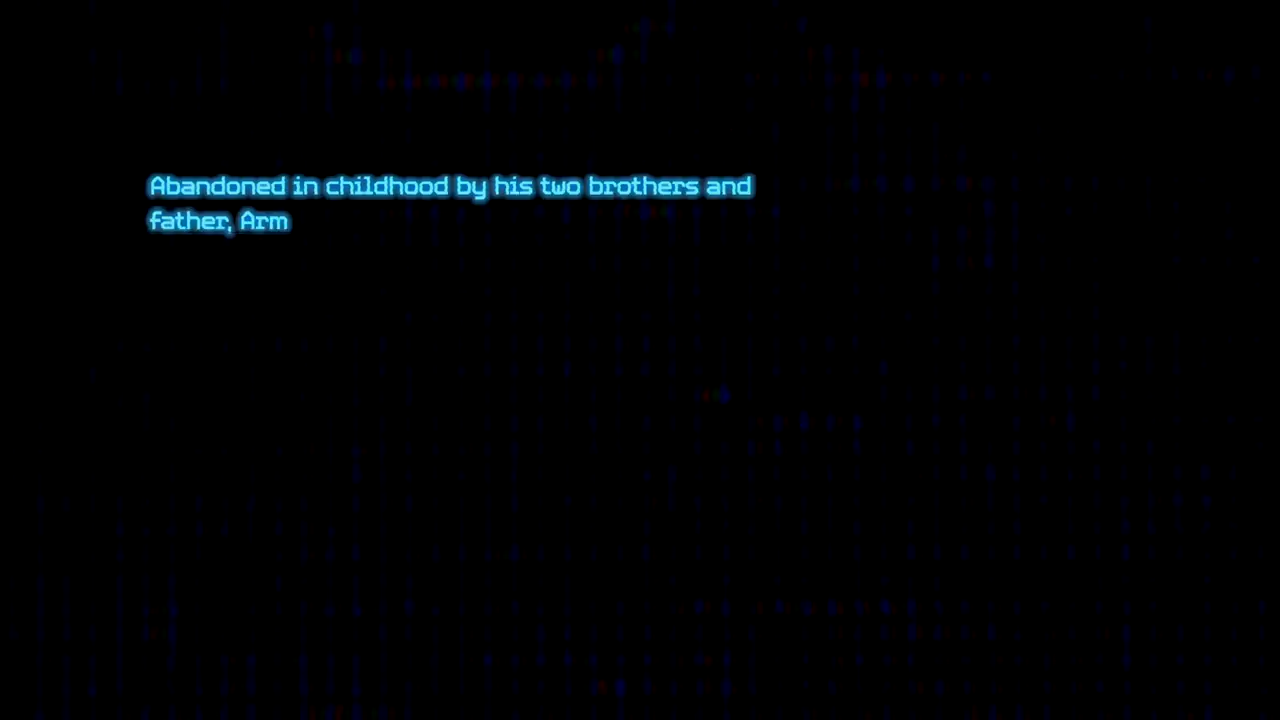 Abandoned in childhood by his two brothers and
father, Arm